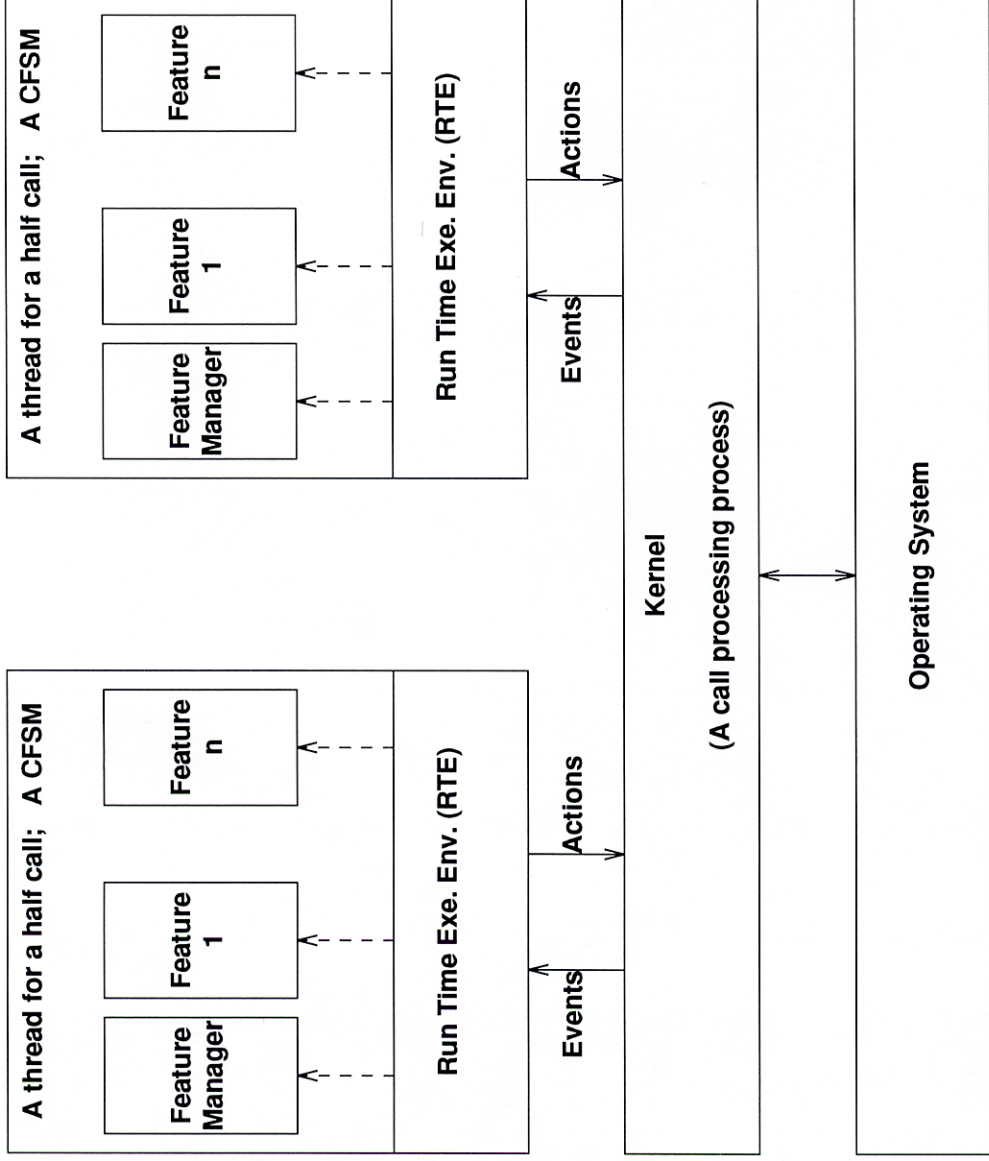 A thread for a half call;   A CFSM
Feature
Manager
Feature
1
Feature
n
Run Time Exe. Env. (RTE)
Events
Actions
A thread for a half call;   A CFSM
Feature
Manager
Feature
1
Feature
n
Run Time Exe. Env. (RTE)
Events
Actions
Kernel
(A call processing process)
Operating System